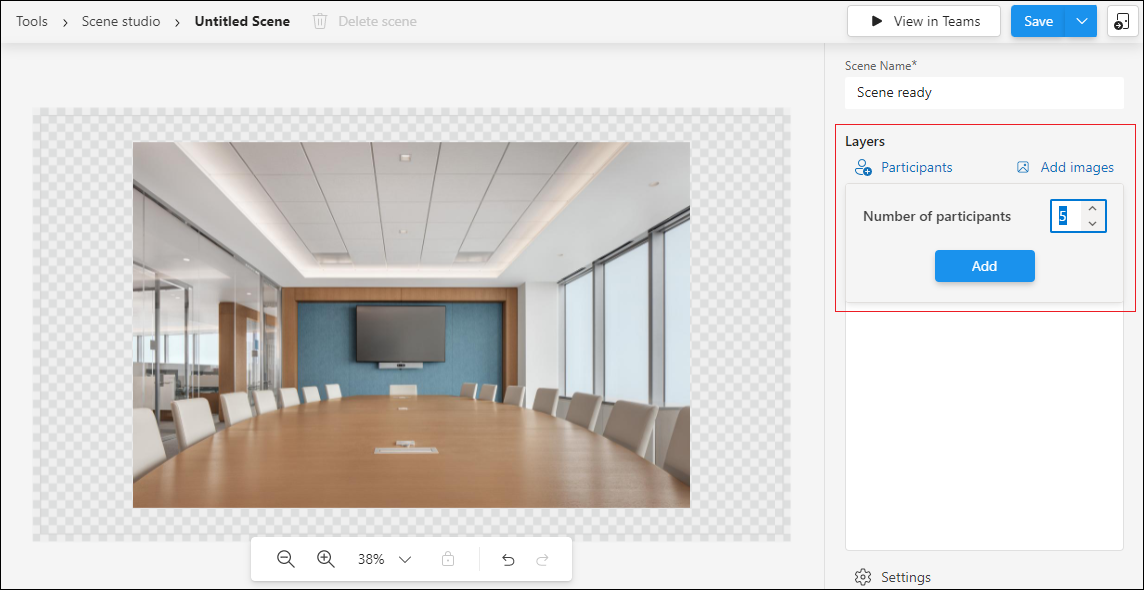 Tools
Scene studio
Untitled Scene
Delete scene
View in Teams
Save
Scene Name*
Scene ready
Layers
Participants
Add images
Number of participants
5
Add
38%
Settings